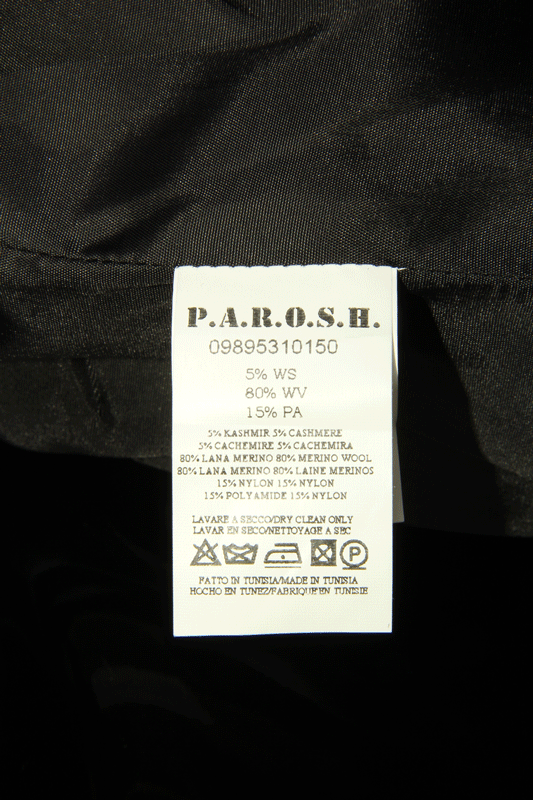 P.A.R.O.S.H.
09895310150
5% WS
80% WV
15% PA
5% KASHMIR 5% CASHMERE
5% CACHEMIRE 5% CACHEMIRA
80% LANA MERINO 80% MERINO WOOL
80% LANA MERINO 80% LAINE MERINOS
15% NYLON 15% NYLON
15% POLYAMIDE 15% NYLON
LAVARE A SECCO/DRY CLEAN ONLY
LAVAR EN SECO/NETTOYAGE A SEC
P
FATTO IN TUNISIA/MADE IN TUNISIA
HOCHO EN TUNEZ/FABRIQUE'EN TUNISIE